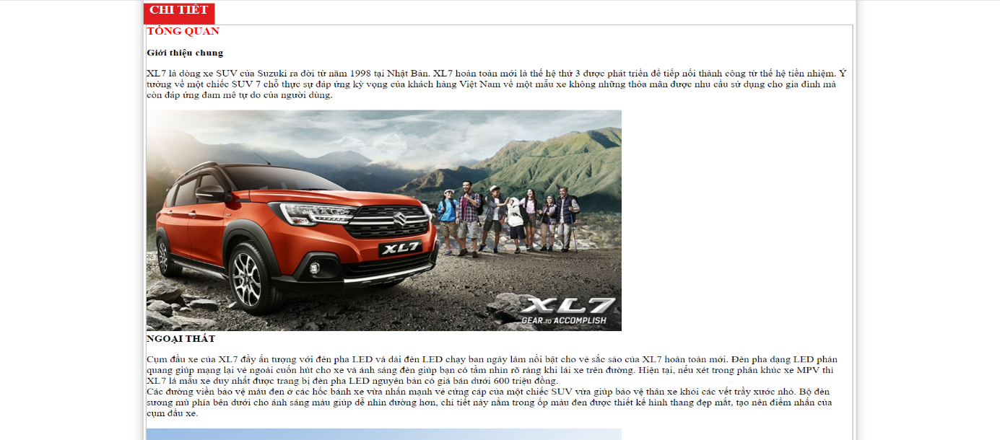 CHI TIẾT
TỔNG QUAN
Giới thiệu chung
XL7 là dòng xe SUV của Suzuki ra đời từ năm 1998 tại Nhật Bản. XL7 hoàn toàn mới là thế hệ thứ 3 được phát triển để tiếp nối thành công từ thế hệ tiền nhiệm. Ý
tưởng về một chiếc SUV 7 chỗ thực sự đáp ứng kỳ vọng của khách hàng Việt Nam về một mẫu xe không những thỏa mãn được nhu cầu sử dụng cho gia đình mà
còn đáp ứng đam mê tự do của người dùng.
XL7
XL7
GEAR TO ACCOMPLISH
NGOẠI THẤT
Cụm đầu xe của XL7 đầy ấn tượng với đèn pha LED và dải đèn LED chạy ban ngày làm nổi bật cho vẻ sắc sảo của XL7 hoàn toàn mới. Đèn pha dạng LED phản
quang giúp mạng lại vẻ ngoài cuốn hút cho xe và ánh sáng đèn giúp bạn có tầm nhìn rõ ràng khi lái xe trên đường. Hiện tại, nếu xét trong phân khúc xe MPV thì
XL7 là mẫu xe duy nhất được trang bị đèn pha LED nguyên bản có giá bán dưới 600 triệu đồng.
Các đường viền bảo vệ màu đen ở các hốc bánh xe vừa nhấn mạnh vẻ cứng cáp của một chiếc SUV vừa giúp bảo vệ thân xe khỏi các vết trầy xước nhỏ. Bộ đèn
sương mù phía bên dưới cho ánh sáng màu giúp dễ nhìn đường hơn, chi tiết này nằm trong ốp màu đen được thiết kế hình thang đẹp mắt, tạo nên điểm nhấn của
cụm đầu xe.